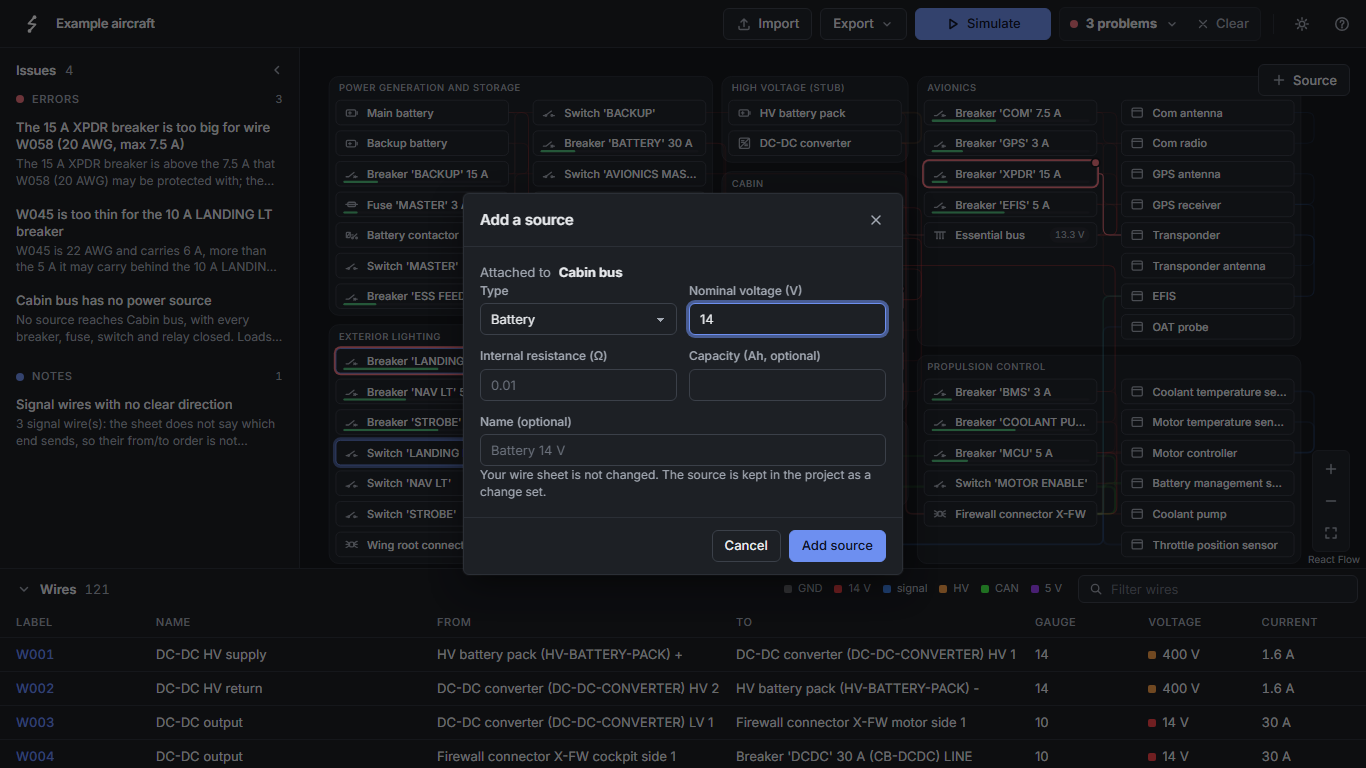 Example aircraft
Import
Export
Simulate
3 problems
Clear
Issues 4
ERRORS 3
The 15 A XPDR breaker is too big for wire
W058 (20 AWG, max 7.5 A)
The 15 A XPDR breaker is above the 7.5 A that
W058 (20 AWG) may be protected with; the...
W045 is too thin for the 10 A LANDING LT
breaker
W045 is 22 AWG and carries 6 A, more than
the 5 A it may carry behind the 10 A LANDIN...
Cabin bus has no power source
No source reaches Cabin bus, with every
breaker, fuse, switch and relay closed. Loads...
NOTES 1
Signal wires with no clear direction
3 signal wire(s): the sheet does not say which
end sends, so their from/to order is not...
POWER GENERATION AND STORAGE
Main battery
Backup battery
Breaker 'BACKUP' 15 A
Fuse 'MASTER' 3
Battery contactor
Switch 'MASTER'
Breaker 'ESS FEED
Switch 'BACKUP'
Breaker 'BATTERY' 30 A
Switch 'AVIONICS MAS...
EXTERIOR LIGHTING
Breaker 'LANDING
Breaker 'NAV LT'
Breaker 'STROBE'
Switch 'LANDING
Switch 'NAV LT'
Switch 'STROBE'
Wing root connect
HIGH VOLTAGE (STUB)
HV battery pack
DC-DC converter
CABIN
AVIONICS
Source
Breaker 'COM' 7.5 A
Breaker 'GPS' 3 A
Breaker 'XPDR' 15 A
Breaker 'EFIS' 5 A
Essential bus 13.3 V
Com antenna
Com radio
GPS antenna
GPS receiver
Transponder
Transponder antenna
EFIS
OAT probe
PROPULSION CONTROL
Breaker 'BMS' 3 A
Breaker 'COOLANT PU...
Breaker 'MCU' 5 A
Switch 'MOTOR ENABLE'
Firewall connector X-FW
Coolant temperature se...
Motor temperature sen...
Motor controller
Battery management s...
Coolant pump
Throttle position sensor
React Flow
Add a source
Attached to Cabin bus
Type
Battery
Nominal voltage (V)
14
Internal resistance (Ω)
0.01
Capacity (Ah, optional)
Name (optional)
Battery 14 V
Your wire sheet is not changed. The source is kept in the project as a
change set.
Cancel
Add source
Wires 121
GND 14 V signal HV CAN 5 V
Filter wires
LABEL NAME FROM TO GAUGE VOLTAGE CURRENT
W001 DC-DC HV supply HV battery pack (HV-BATTERY-PACK) + DC-DC converter (DC-DC-CONVERTER) HV 1 14 400 V 1.6 A
W002 DC-DC HV return DC-DC converter (DC-DC-CONVERTER) HV 2 HV battery pack (HV-BATTERY-PACK) - 14 400 V 1.6 A
W003 DC-DC output DC-DC converter (DC-DC-CONVERTER) LV 1 Firewall connector X-FW motor side 1 10 14 V 30 A
W004 DC-DC output Firewall connector X-FW cockpit side 1 Breaker 'DCDC' 30 A (CB-DCDC) LINE 10 14 V 30 A